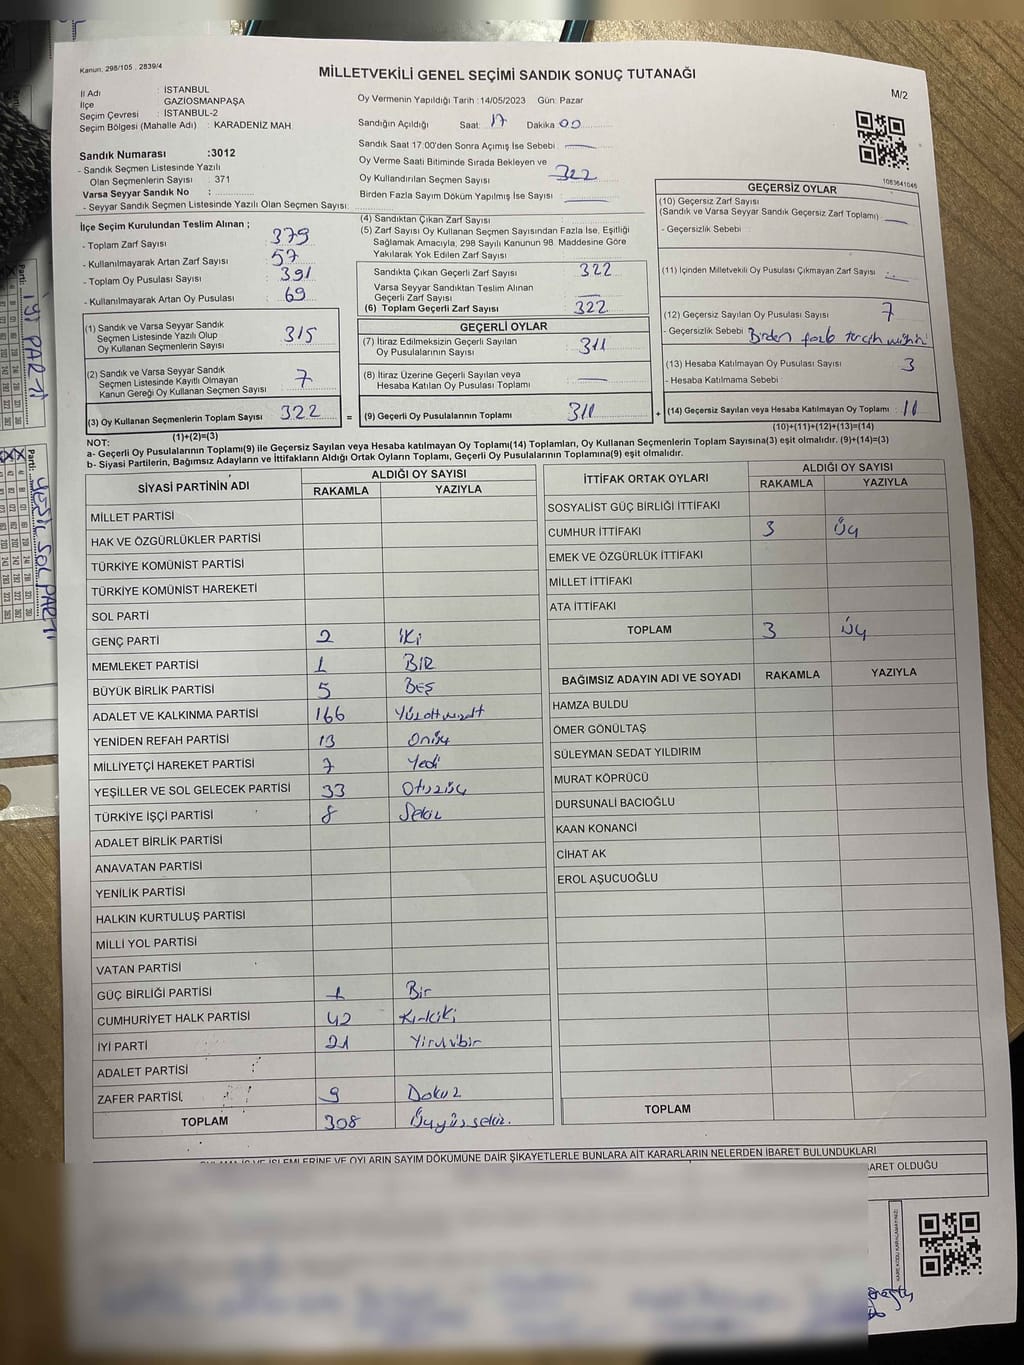 Kanun: 298/105 . 2839/4
MİLLETVEKİLİ GENEL SEÇİMİ SANDIK SONUÇ TUTANAĞI
M/2
İl Adı : İSTANBUL
İlçe GAZİOSMANPAŞA
Seçim Çevresi : İSTANBUL-2
Seçim Bölgesi (Mahalle Adı) : KARADENİZ MAH
Oy Vermenin Yapıldığı Tarih :14/05/2023 Gün: Pazar
Sandığın Açıldığı Saat: 17 Dakika 00
Sandık Numarası :3012
- Sandık Seçmen Listesinde Yazılı
Olan Seçmenlerin Sayısı : 371
Varsa Seyyar Sandık No :
- Seyyar Sandık Seçmen Listesinde Yazılı Olan Seçmen Sayısı:
Sandık Saat 17:00'den Sonra Açımış İse Sebebi
Oy Verme Saati Bitiminde Sırada Bekleyen ve
Oy Kullandırılan Seçmen Sayısı 322
Birden Fazla Sayım Döküm Yapılmış İse Sayısı
İlçe Seçim Kurulundan Teslim Alınan ;
- Toplam Zarf Sayısı : 379
- Kullanılmayarak Artan Zarf Sayısı : 57
- Toplam Oy Pusulası Sayısı : 391
- Kullanılmayarak Artan Oy Pusulası : 69
(1) Sandık ve Varsa Seyyar Sandık
Seçmen Listesinde Yazılı Olup
Oy Kullanan Seçmenlerin Sayısı 315
(2) Sandık ve Varsa Seyyar Sandık
Seçmen Listesinde Kayıtlı Olmayan
Kanun Gereği Oy Kullanan Seçmen Sayısı 7
(3) Oy Kullanan Seçmenlerin Toplam Sayısı 322 =
(1)+(2)=(3)
(4) Sandıktan Çıkan Zarf Sayısı
(5) Zarf Sayısı Oy Kullanan Seçmen Sayısından Fazla İse, Eşitliği
Sağlamak Amacıyla, 298 Sayılı Kanunun 98. Maddesine Göre
Yakılarak Yok Edilen Zarf Sayısı
Sandıkta Çıkan Geçerli Zarf Sayısı 322
Varsa Seyyar Sandıktan Teslim Alınan
Geçerli Zarf Sayısı
(6) Toplam Geçerli Zarf Sayısı 322
GEÇERLİ OYLAR
(7) İtiraz Edilmeksizin Geçerli Sayılan
Oy Pusulalarının Sayısı 311
(8) İtiraz Üzerine Geçerli Sayılan veya
Hesaba Katılan Oy Pusulası Toplamı
(9) Geçerli Oy Pusulalarının Toplamı 311 +
1083641046
GEÇERSİZ OYLAR
(10) Geçersiz Zarf Sayısı
(Sandık ve Varsa Seyyar Sandık Geçersiz Zarf Toplamı)
- Geçersizlik Sebebi
(11) İçinden Milletvekili Oy Pusulası Çıkmayan Zarf Sayısı
(12) Geçersiz Sayılan Oy Pusulası Sayısı 7
- Geçersizlik Sebebi Birden fazla tercih
(13) Hesaba Katılmayan Oy Pusulası Sayısı 3
- Hesaba Katılmama Sebebi
(14) Geçersiz Sayılan veya Hesaba Katılmayan Oy Toplamı 11
(10)+(11)+(12)+(13)=(14)
NOT:
a- Geçerli Oy Pusulalarının Toplamı(9) ile Geçersiz Sayılan veya Hesaba katılmayan Oy Toplamı(14) Toplamları, Oy Kullanan Seçmenlerin Toplam Sayısına(3) eşit olmalıdır. (9)+(14)=(3)
b- Siyasi Partilerin, Bağımsız Adayların ve İttifakların Aldığı Oyların Toplamı, Geçerli Oy Pusulalarının Toplamına(9) eşit olmalıdır.
SİYASİ PARTİNİN ADI ALDIĞI OY SAYISI
RAKAMLA YAZIYLA
MİLLET PARTİSİ
HAK VE ÖZGÜRLÜKLER PARTİSİ
TÜRKİYE KOMÜNİST PARTİSİ
TÜRKİYE KOMÜNİST HAREKETİ
SOL PARTİ
GENÇ PARTİ 2 İKİ
MEMLEKET PARTİSİ 1 BİR
BÜYÜK BİRLİK PARTİSİ 5 BEŞ
ADALET VE KALKINMA PARTİSİ 166 Yüzaltmışaltı
YENİDEN REFAH PARTİSİ 13 Onüç
MİLLİYETÇİ HAREKET PARTİSİ 7 Yedi
YEŞİLLER VE SOL GELECEK PARTİSİ 33 Otuzüç
TÜRKİYE İŞÇİ PARTİSİ 8 Sekiz
ADALET BİRLİK PARTİSİ
ANAVATAN PARTİSİ
YENİLİK PARTİSİ
HALKIN KURTULUŞ PARTİSİ
MİLLİ YOL PARTİSİ
VATAN PARTİSİ
GÜÇ BİRLİĞİ PARTİSİ 1 Bir
CUMHURİYET HALK PARTİSİ 42 Kırkiki
İYİ PARTİ 21 Yirmibir
ADALET PARTİSİ
ZAFER PARTİSİ 9 Dokuz
TOPLAM 308 Üçyüzsekiz.
İTTİFAK ORTAK OYLARI ALDIĞI OY SAYISI
RAKAMLA YAZIYLA
SOSYALİST GÜÇ BİRLİĞİ İTTİFAKI
CUMHUR İTTİFAKI 3 Üç
EMEK VE ÖZGÜRLÜK İTTİFAKI
MİLLET İTTİFAKI
ATA İTTİFAKI
TOPLAM 3 Üç
BAĞIMSIZ ADAYIN ADI VE SOYADI RAKAMLA YAZIYLA
HAMZA BULDU
ÖMER GÖNÜLTAŞ
SÜLEYMAN SEDAT YILDIRIM
MURAT KÖPRÜCÜ
DURSUNALİ BACIOĞLU
KAAN KONANCİ
CİHAT AK
EROL AŞUCUOĞLU
TOPLAM
İŞLEMLERİNE VE OYLARIN SAYIM DÖKÜMÜNE DAİR ŞİKAYETLERLE BUNLARA AİT KARARLARIN NELERDEN İBARET BULUNDUKLARI
OLDUĞU
Parti: İYİ PARTİ
Parti: YEŞİL SOL PARTİ